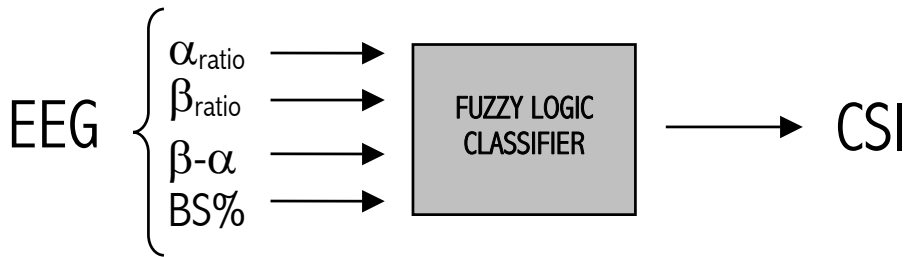 EEG
αratio
βratio
β-α
BS%
FUZZY LOGIC
CLASSIFIER
CSI